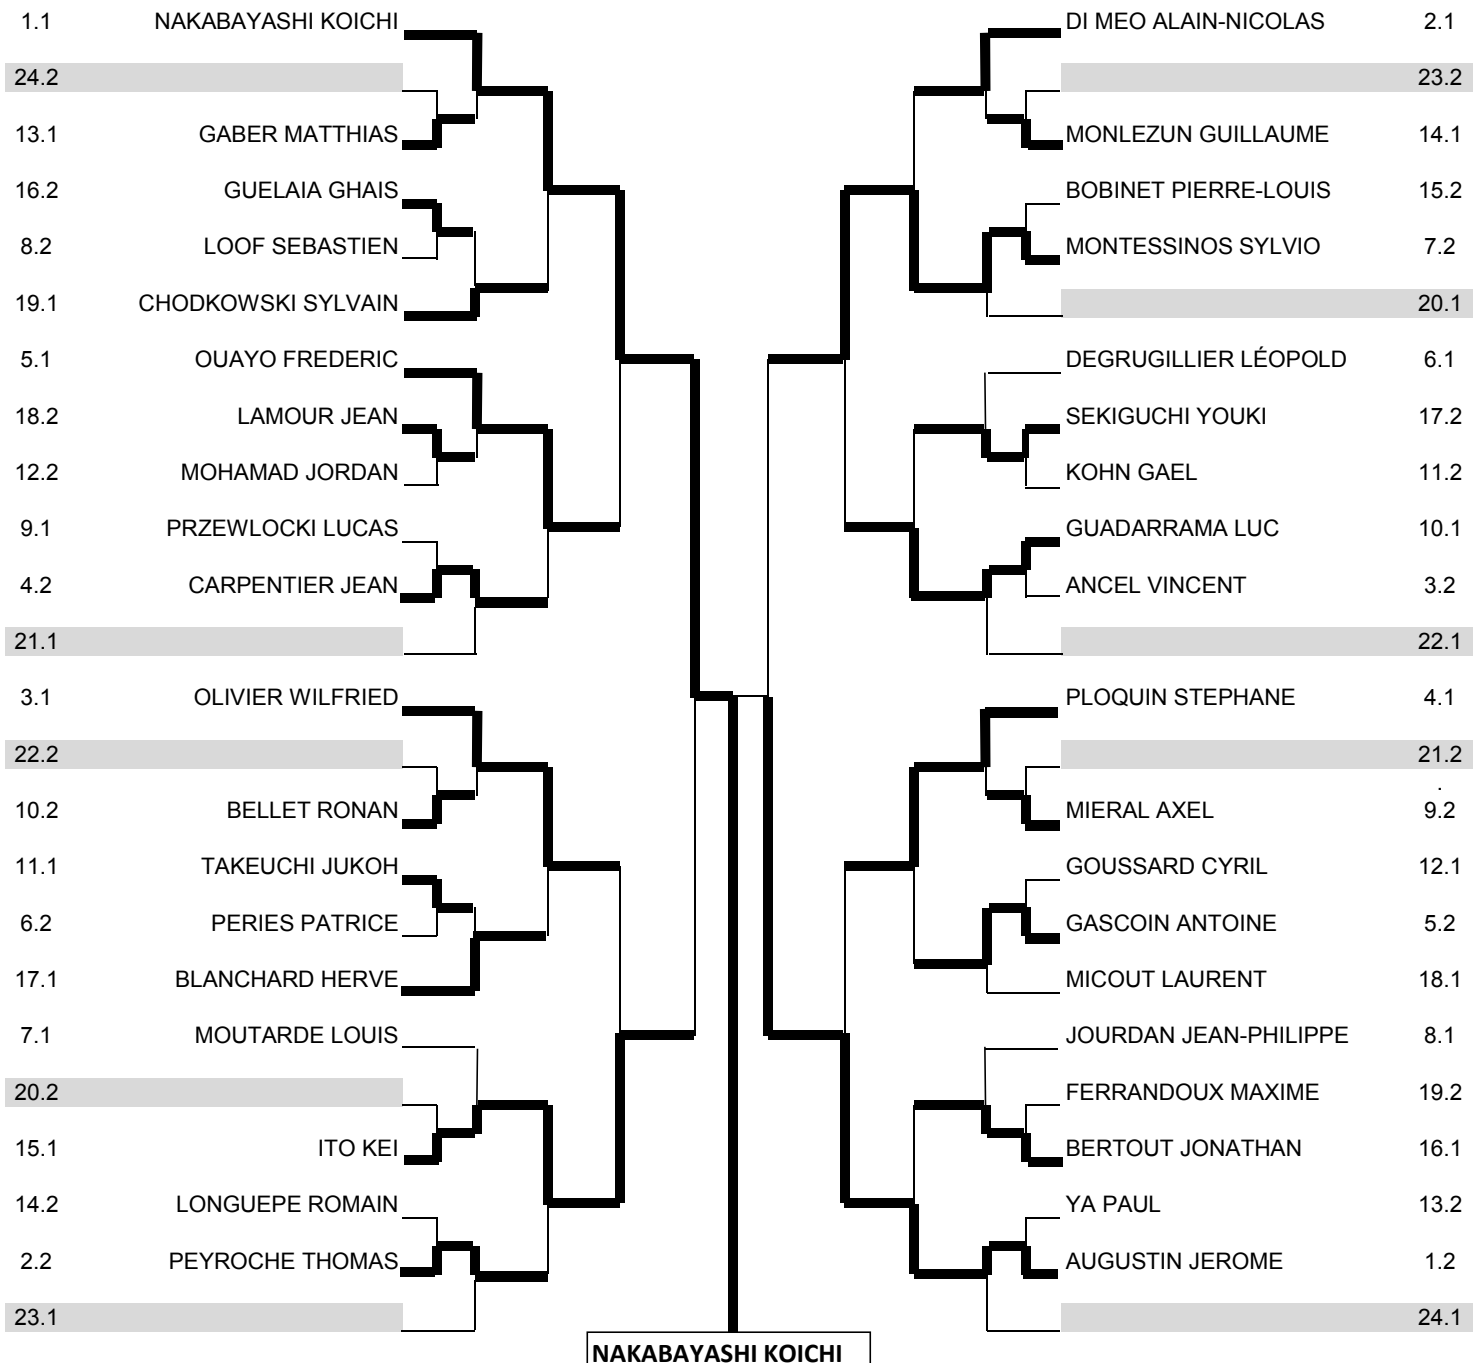 1.1 NAKABAYASHI KOICHI DI MEO ALAIN-NICOLAS 2.1
24.2 23.2
13.1 GABER MATTHIAS MONLEZUN GUILLAUME 14.1
16.2 GUELAIA GHAIS BOBINET PIERRE-LOUIS 15.2
8.2 LOOF SEBASTIEN MONTESSINOS SYLVIO 7.2
19.1 CHODKOWSKI SYLVAIN 20.1
5.1 OUAYO FREDERIC DEGRUGILLIER LÉOPOLD 6.1
18.2 LAMOUR JEAN SEKIGUCHI YOUKI 17.2
12.2 MOHAMAD JORDAN KOHN GAEL 11.2
9.1 PRZEWLOCKI LUCAS GUADARRAMA LUC 10.1
4.2 CARPENTIER JEAN ANCEL VINCENT 3.2
21.1 22.1
3.1 OLIVIER WILFRIED PLOQUIN STEPHANE 4.1
22.2 21.2
.
10.2 BELLET RONAN MIERAL AXEL 9.2
11.1 TAKEUCHI JUKOH GOUSSARD CYRIL 12.1
6.2 PERIES PATRICE GASCOIN ANTOINE 5.2
17.1 BLANCHARD HERVE MICOUT LAURENT 18.1
7.1 MOUTARDE LOUIS JOURDAN JEAN-PHILIPPE 8.1
20.2 FERRANDOUX MAXIME 19.2
15.1 ITO KEI BERTOUT JONATHAN 16.1
14.2 LONGUEPE ROMAIN YA PAUL 13.2
2.2 PEYROCHE THOMAS AUGUSTIN JEROME 1.2
23.1 24.1
NAKABAYASHI KOICHI